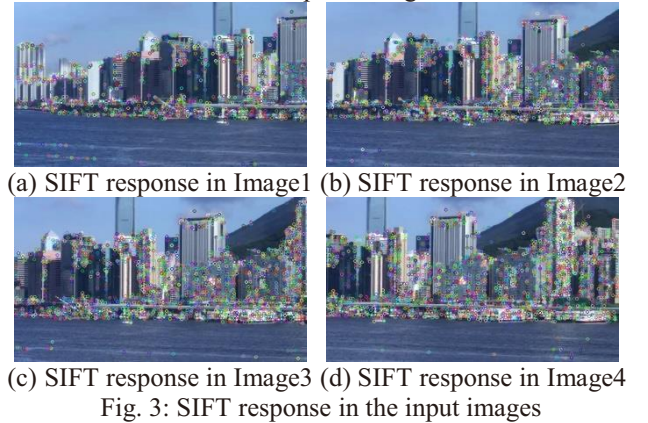 (a) SIFT response in Image1 (b) SIFT response in Image2
(c) SIFT response in Image3 (d) SIFT response in Image4
Fig. 3: SIFT response in the input images